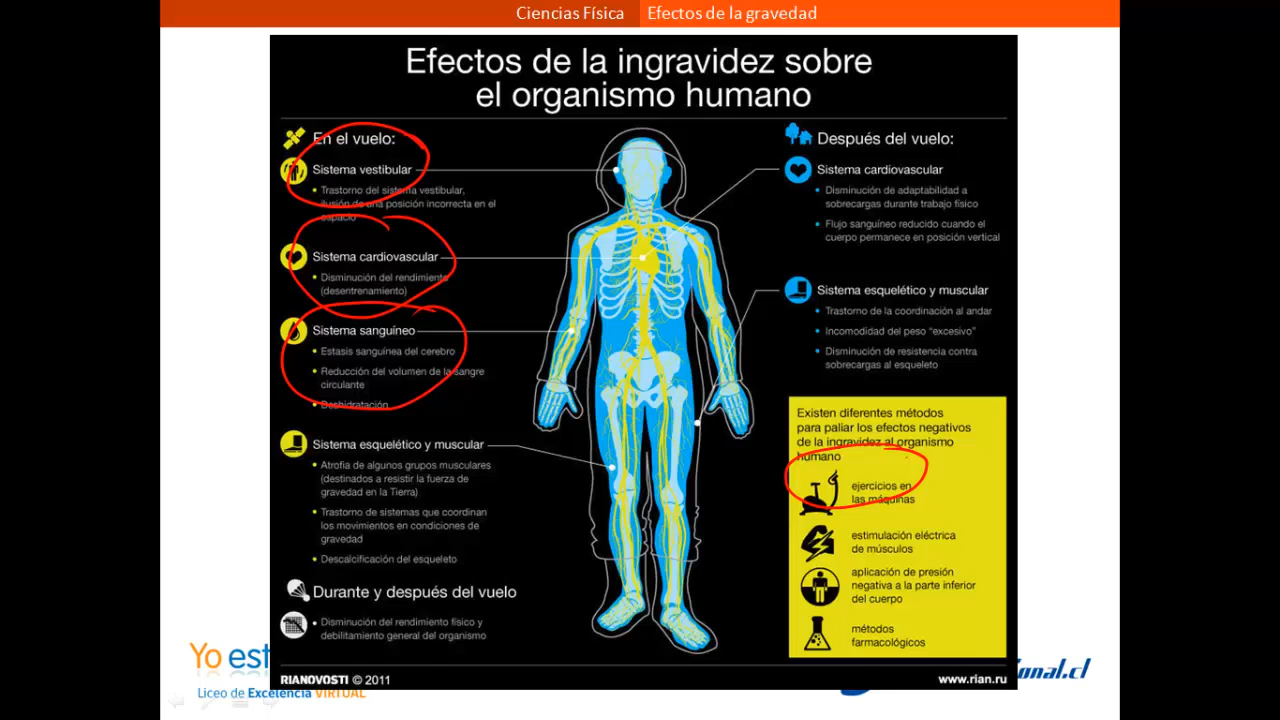 Ciencias Física
Efectos de la gravedad
Efectos de la ingravidez sobre
el organismo humano
En el vuelo:
Sistema vestibular
Trastorno del sistema vestibular,
ilusión de una posición incorrecta en el
espacio
Sistema cardiovascular
Disminución del rendimiento
(desentrenamiento)
Sistema sanguíneo
Estasis sanguínea del cerebro
Reducción del volumen de la sangre
circulante
Deshidratación
Sistema esquelético y muscular
Atrofia de algunos grupos musculares
(destinados a resistir la fuerza de
gravedad en la Tierra)
Trastorno de sistemas que coordinan
los movimientos en condiciones de
gravedad
Descalcificación del esqueleto
Durante y después del vuelo
Disminución del rendimiento físico y
debilitamiento general del organismo
Después del vuelo:
Sistema cardiovascular
Disminución de adaptabilidad a
sobrecargas durante trabajo físico
Flujo sanguíneo reducido cuando el
cuerpo permanece en posición vertical
Sistema esquelético y muscular
Trastorno de la coordinación al andar
Incomodidad del peso “excesivo”
Disminución de resistencia contra
sobrecargas al esqueleto
Existen diferentes métodos
para paliar los efectos negativos
de la ingravidez al organismo
humano
ejercicios en
las máquinas
estimulación eléctrica
de músculos
aplicación de presión
negativa a la parte inferior
del cuerpo
métodos
farmacológicos
RIANOVOSTI © 2011
www.rian.ru
Yo est
Liceo de Excelencia VIRTUAL
onal.cl